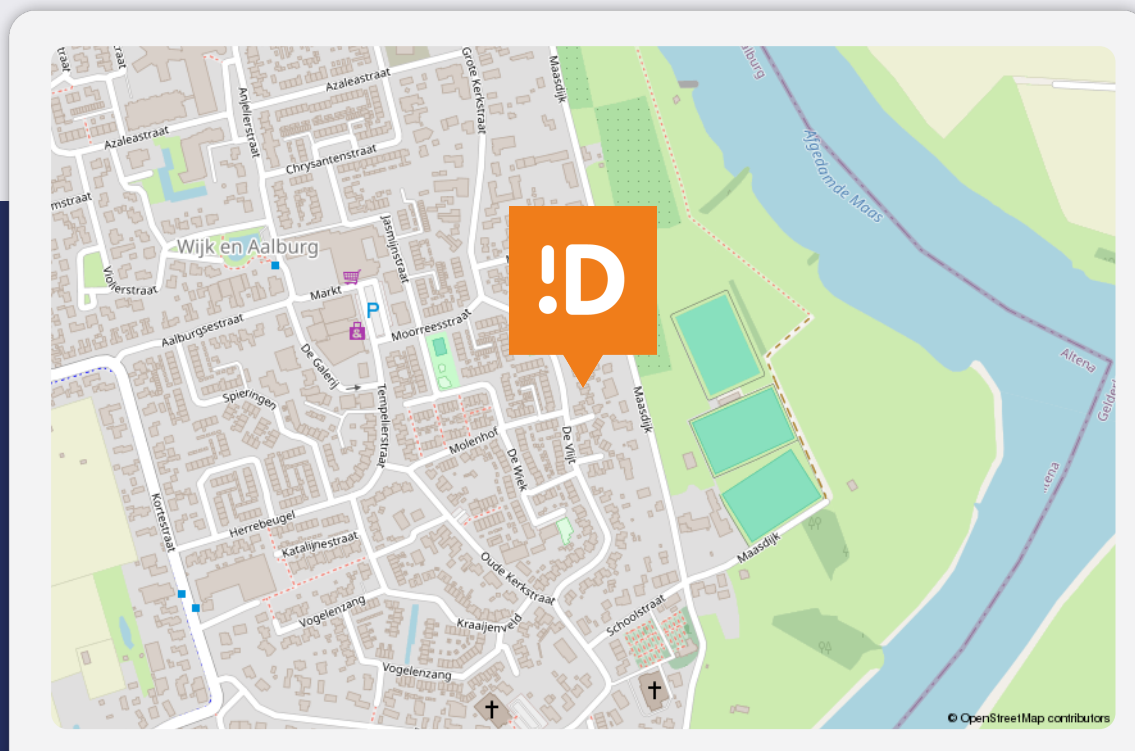 Azaleastraat
Grote Kerkstraat
Maasdijk
Anjelierstraat
Azaleastraat
Chrysantenstraat
Afgedamde Maas
Jasmijnstraat
Wijk en Aalburg
!D
Violierstraat
Markt
P
Moorreesstraat
Aalburgsestraat
De Galerij
Altena
Spieringen
Tempelierstraat
Maasdijk
Molenhof
De Vlijt
De Wiek
Kortestraat
Herrebeugel
Katalijnestraat
Maasdijk
Oude Kerkstraat
Vogelenzang
Kraaijenveld
Schoolstraat
Vogelenzang
© OpenStreetMap contributors